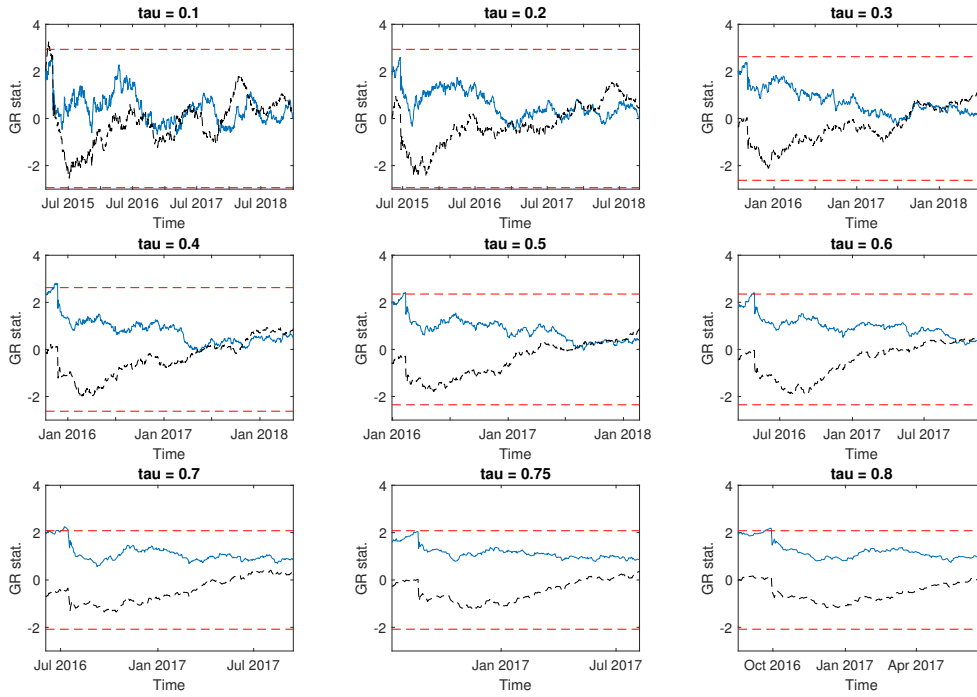 tau = 0.1
4
2
0
-2
GR stat.
Jul 2015
Jul 2016
Jul 2017
Jul 2018
Time
tau = 0.2
4
2
0
-2
GR stat.
Jul 2015
Jul 2016
Jul 2017
Jul 2018
Time
tau = 0.3
4
2
0
-2
GR stat.
Jan 2016
Jan 2017
Jan 2018
Time
tau = 0.4
4
2
0
-2
GR stat.
Jan 2016
Jan 2017
Jan 2018
Time
tau = 0.5
4
2
0
-2
GR stat.
Jan 2016
Jan 2017
Jan 2018
Time
tau = 0.6
4
2
0
-2
GR stat.
Jul 2016
Jan 2017
Jul 2017
Time
tau = 0.7
4
2
0
-2
GR stat.
Jul 2016
Jan 2017
Jul 2017
Time
tau = 0.75
4
2
0
-2
GR stat.
Jan 2017
Jul 2017
Time
tau = 0.8
4
2
0
-2
GR stat.
Oct 2016
Jan 2017
Apr 2017
Time